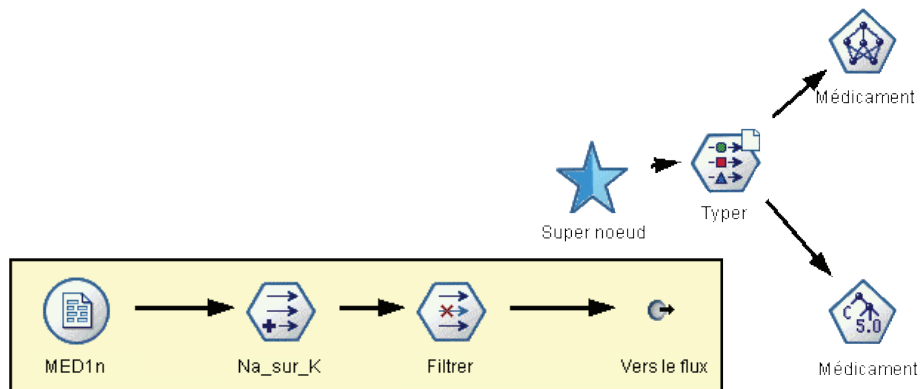 Médicament
Typer
Super noeud
MED1n
Na_sur_K
Filtrer
Vers le flux
C 5.0
Médicament